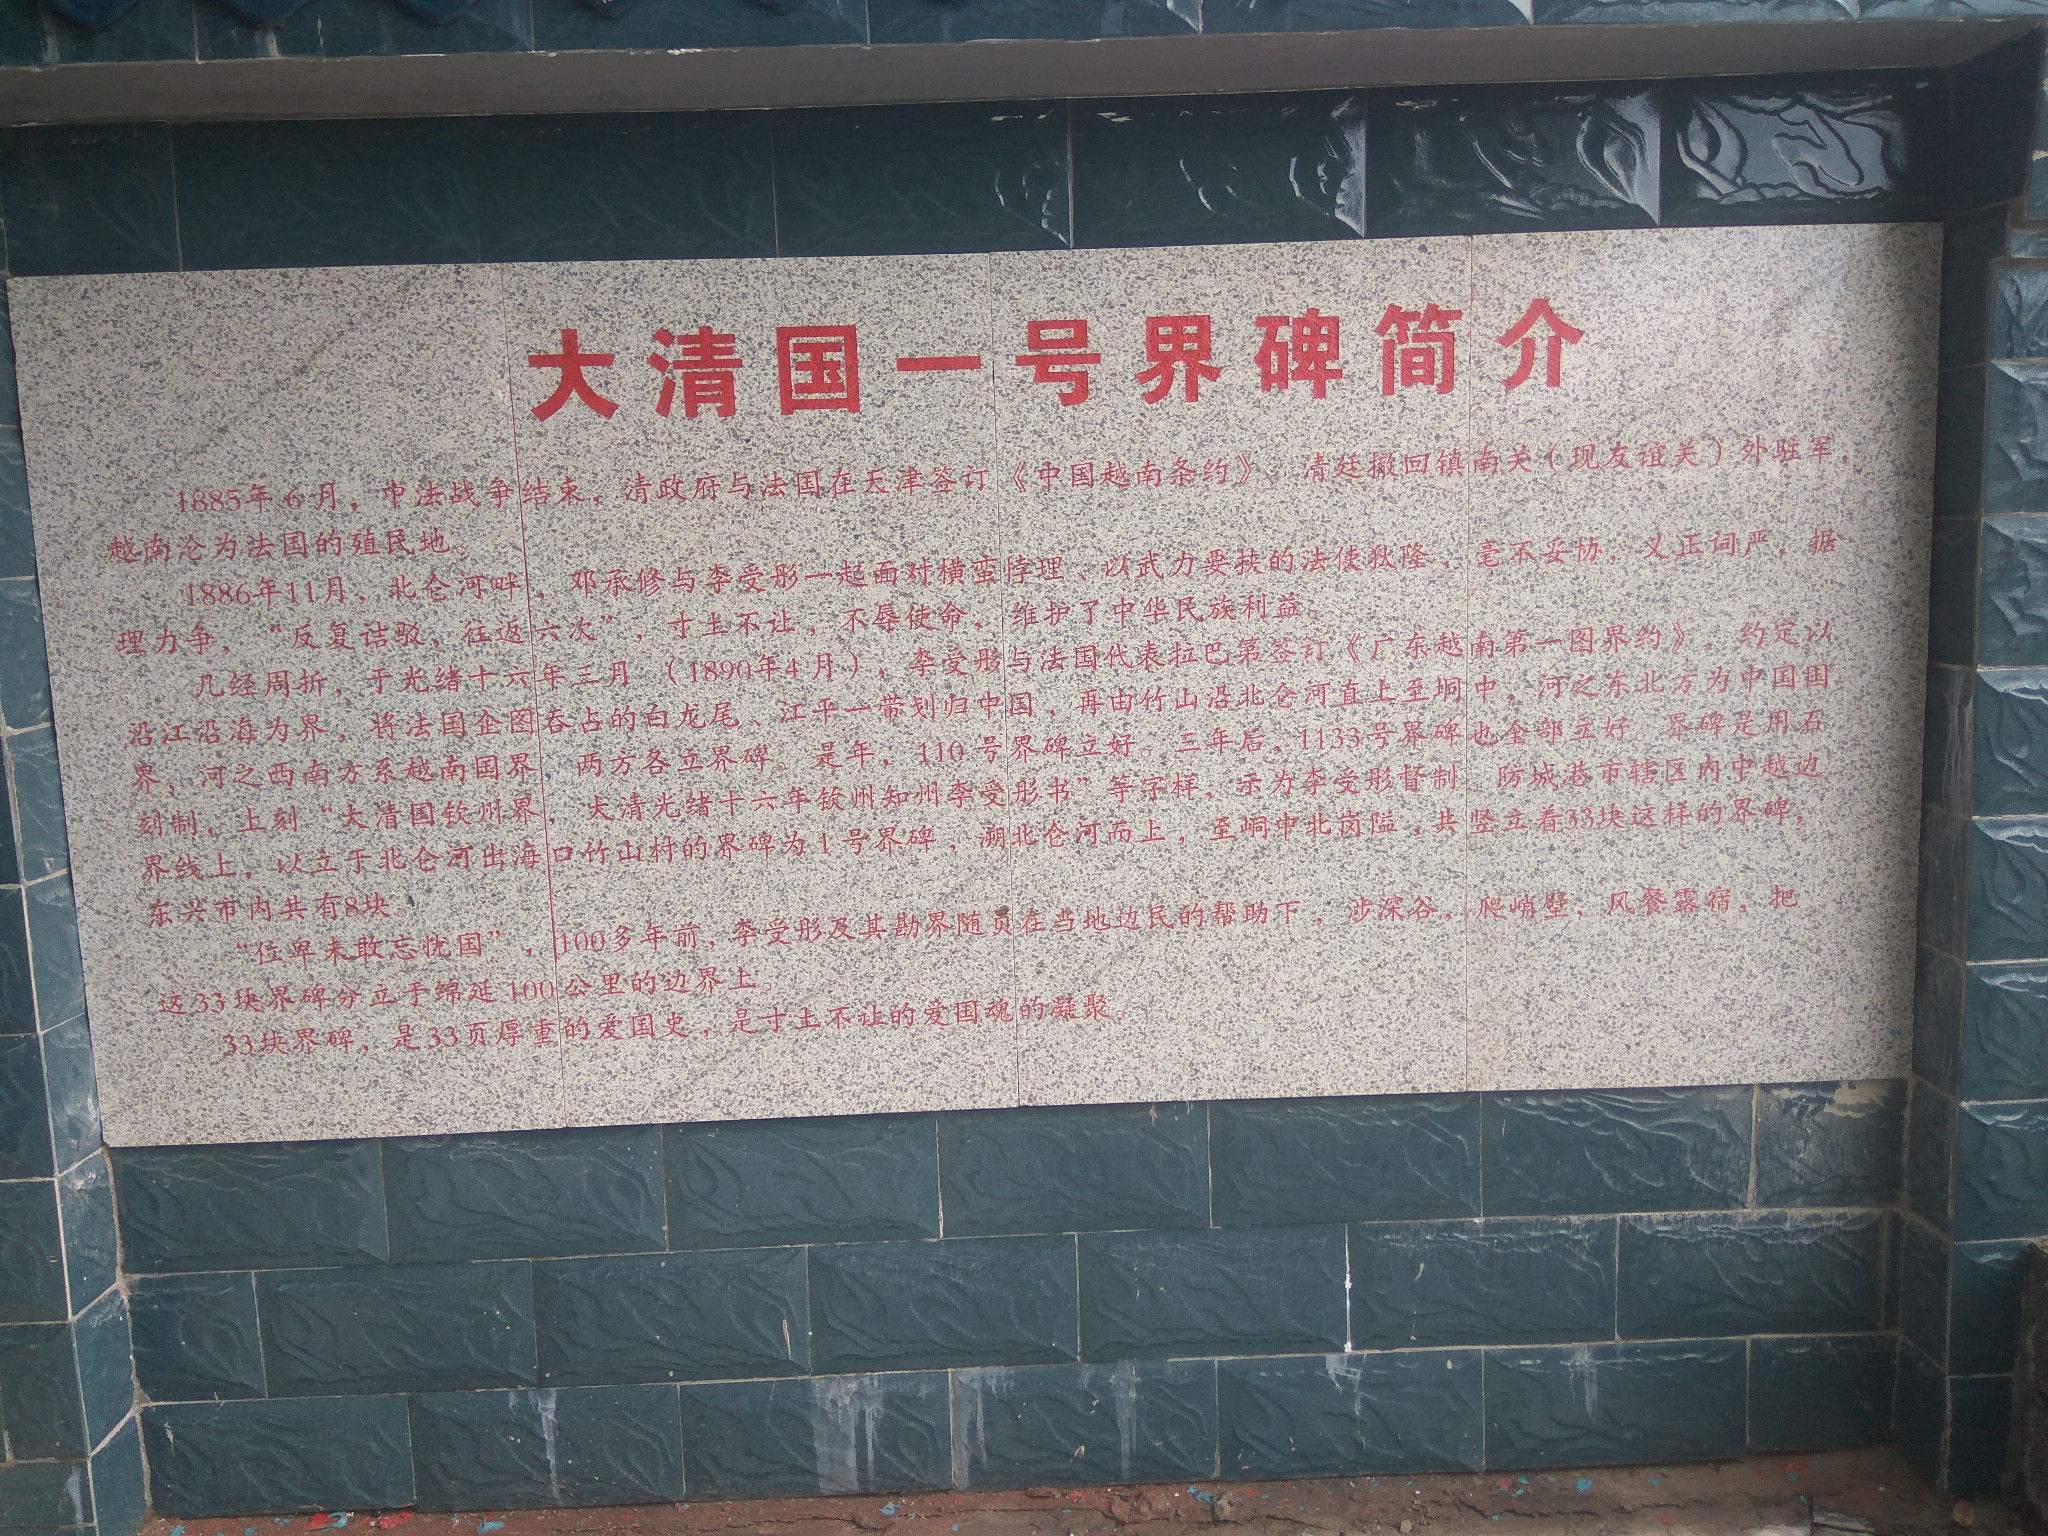 大清国一号界碑简介
1885年6月，中法战争结束，清政府与法国在天津签订《中国越南条约》。清廷撤回镇南关（现友谊关）外驻军，
越南沦为法国的殖民地。
1886年11月，北仑河畔，邓承修与李受彤一起面对横蛮悖理、以武力要挟的法使狄隆，毫不妥协，义正词严，据
理力争，“反复诘驳，往返六次”，寸土不让，不辱使命，维护了中华民族利益。
几经周折，于光绪十六年三月（1890年4月），李受彤与法国代表拉巴第签订《广东越南第一图界约》，约定以
沿江沿海为界，将法国企图吞占的白龙尾、江平一带划归中国，再由竹山沿北仑河直上至垌中，河之东北方为中国国
界，河之西南方系越南国界，两方各立界碑。是年，110号界碑立好。三年后，1133号界碑也全部立好。界碑是用石
刻制，上刻“大清国钦州界，大清光绪十六年钦州知州李受彤书”等字样，示为李受彤督制。防城港市辖区内中越边
界线上，以立于北仑河出海口竹山村的界碑为1号界碑，溯北仑河而上，至峒中北岗隘，共竖立着33块这样的界碑，
东兴市内共有8块。
“位卑未敢忘忧国”，100多年前，李受彤及其勘界随员在当地边民的帮助下，涉深谷，爬峭壁，风餐露宿，把
这33块界碑分立于绵延100公里的边界上。
33块界碑，是33页厚重的爱国史，是寸土不让的爱国魂的凝聚。